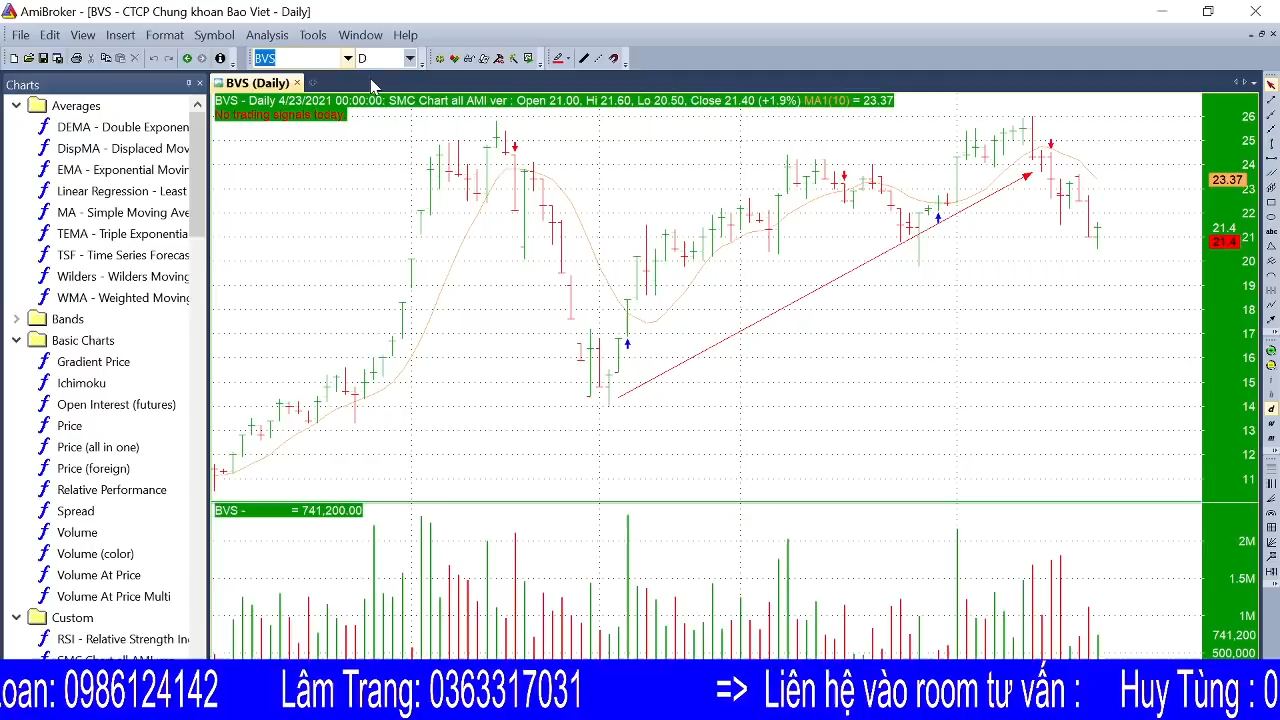 AmiBroker - [BVS - CTCP Chung khoan Bao Viet - Daily]
File Edit View Insert Format Symbol Analysis Tools Window Help
BVS D
Charts
BVS (Daily)
Averages
DEMA - Double Exponen
DispMA - Displaced Mov
EMA - Exponential Movin
Linear Regression - Least
MA - Simple Moving Ave
TEMA - Triple Exponentia
TSF - Time Series Forecas
Wilders - Wilders Moving
WMA - Weighted Moving
Bands
Basic Charts
Gradient Price
Ichimoku
Open Interest (futures)
Price
Price (all in one)
Price (foreign)
Relative Performance
Spread
Volume
Volume (color)
Volume At Price
Volume At Price Multi
Custom
RSI - Relative Strength In
BVS - Daily 4/23/2021 00:00:00: SMC Chart all AMI ver : Open 21.00, Hi 21.60, Lo 20.50, Close 21.40 (+1.9%) MA1(10) = 23.37
No trading signals today.
26
25
24
23.37
23
22
21.4
21.4
21
20
19
18
17
16
15
14
13
12
11
BVS - = 741,200.00
2M
1.5M
1M
741,200
500,000
abc
Loan: 0986124142 Lâm Trang: 0363317031 => Liên hệ vào room tư vấn : Huy Tùng : 0